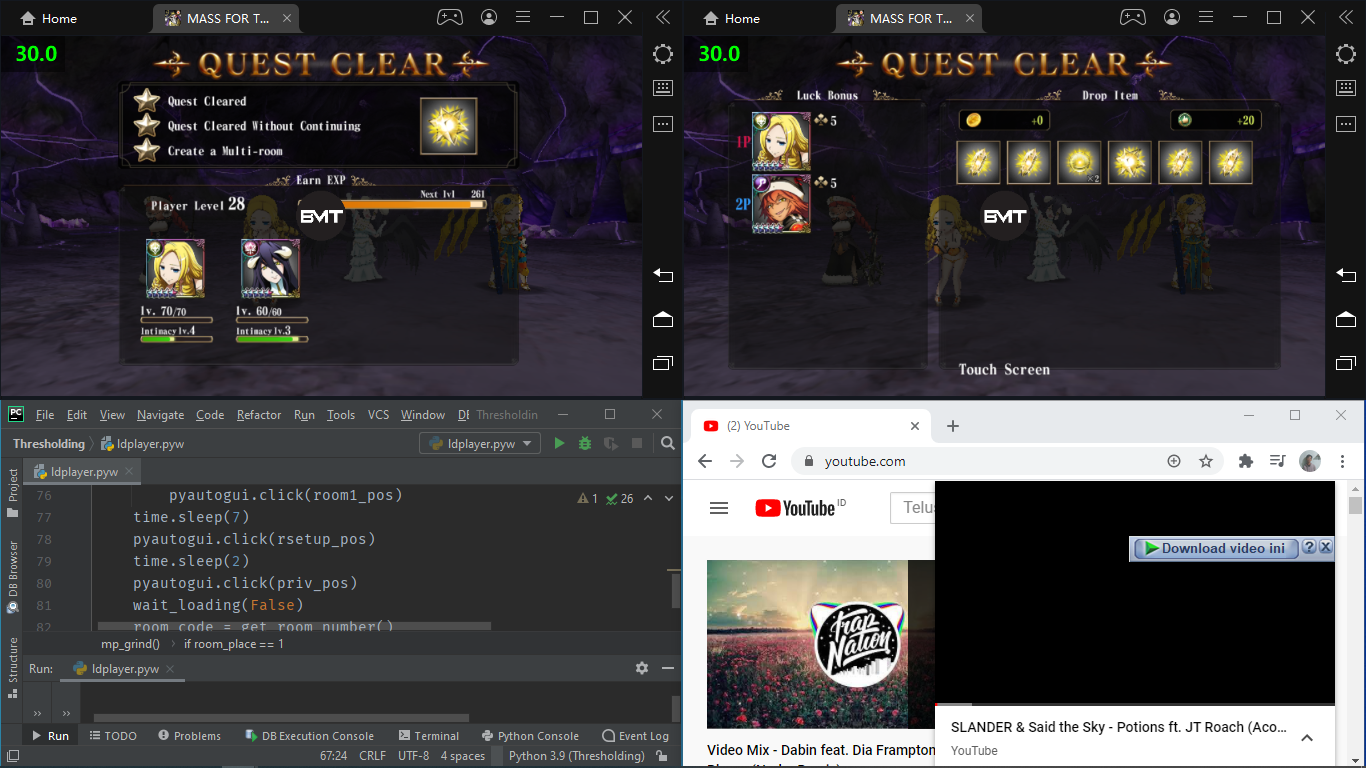 Home
MASS FOR T...
30.0
QUEST CLEAR
Quest Cleared
Quest Cleared Without Continuing
Create a Multi-room
Earn EXP
Player Level 28
Next lvl 261
BMT
lv. 70/70
lv. 60/60
Intimacy lv.4
Intimacy lv.3
Home
MASS FOR T...
30.0
QUEST CLEAR
Luck Bonus
Drop Item
1P
5
+0
+20
×2
2P
5
BMT
Touch Screen
PC
File Edit View Navigate Code Refactor Run Tools VCS Window DB Thresholdin
Thresholding ldplayer.pyw
ldplayer.pyw
ldplayer.pyw
Project
DB Browser
Structure
76 pyautogui.click(room1_pos)
1 26
77 time.sleep(7)
78 pyautogui.click(rsetup_pos)
79 time.sleep(2)
80 pyautogui.click(priv_pos)
81 wait_loading(False)
82 room_code = get_room_number()
mp_grind() if room_place == 1
Run: ldplayer.pyw
Run TODO Problems DB Execution Console Terminal Python Console Event Log
67:24 CRLF UTF-8 4 spaces Python 3.9 (Thresholding)
(2) YouTube
youtube.com
YouTube ID
Telus
Download video ini ? X
Trap Nation
SLANDER & Said the Sky - Potions ft. JT Roach (Aco...
YouTube
Video Mix - Dabin feat. Dia Frampton